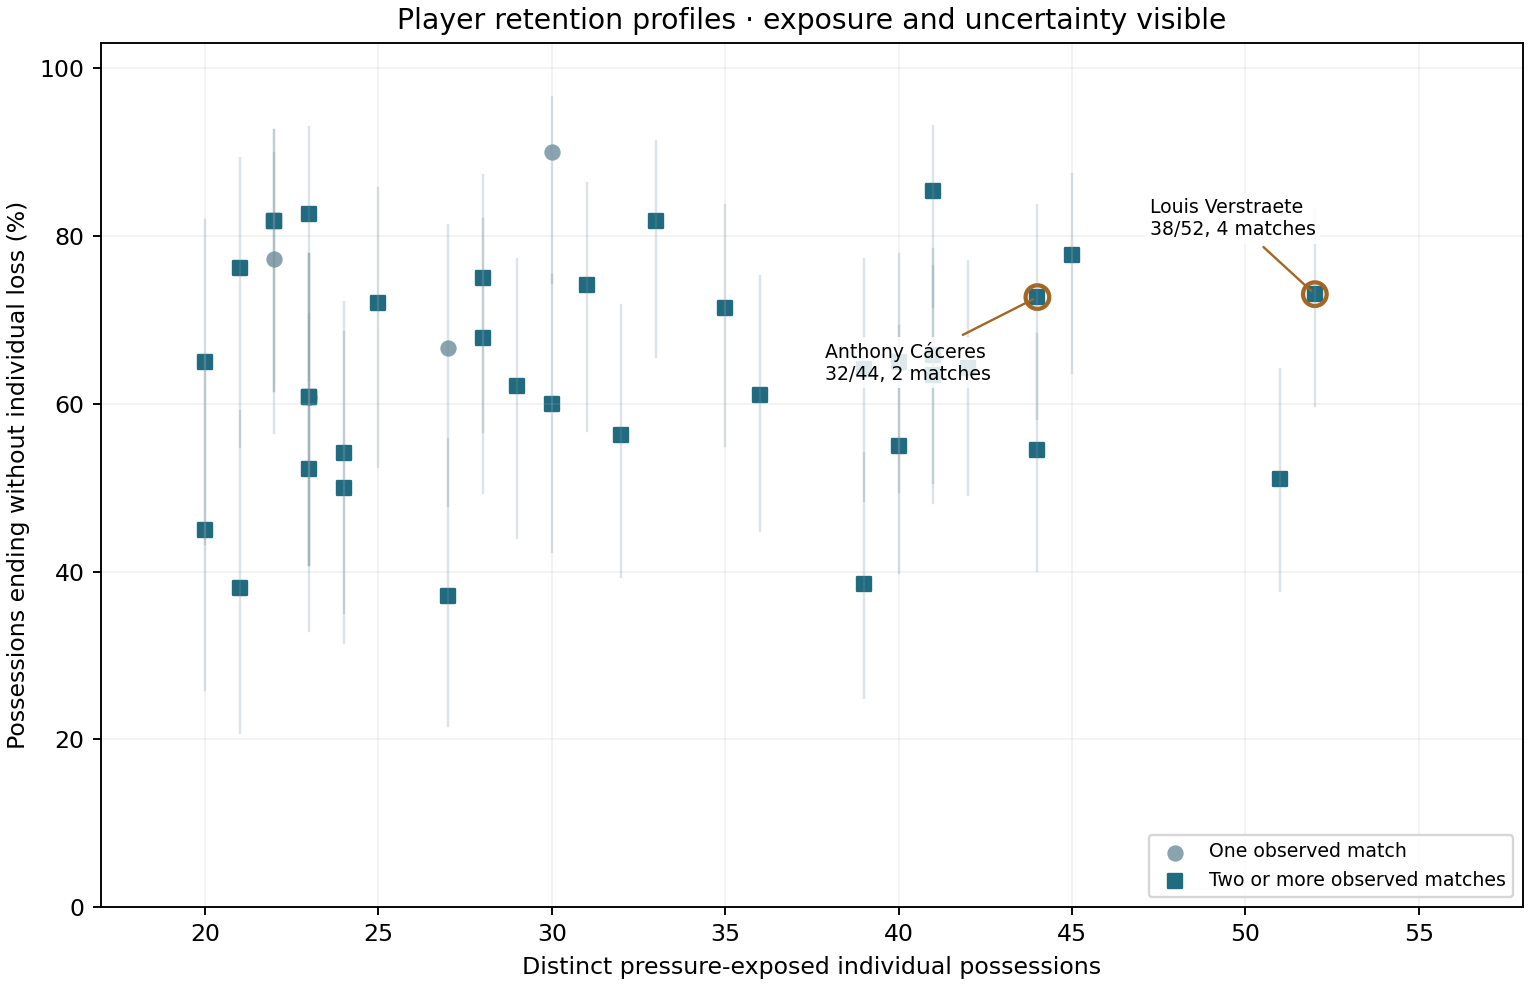 Player retention profiles · exposure and uncertainty visible
Possessions ending without individual loss (%)
100
80
60
40
20
0
Louis Verstraete
38/52, 4 matches
Anthony Cáceres
32/44, 2 matches
One observed match
Two or more observed matches
20 25 30 35 40 45 50 55
Distinct pressure-exposed individual possessions